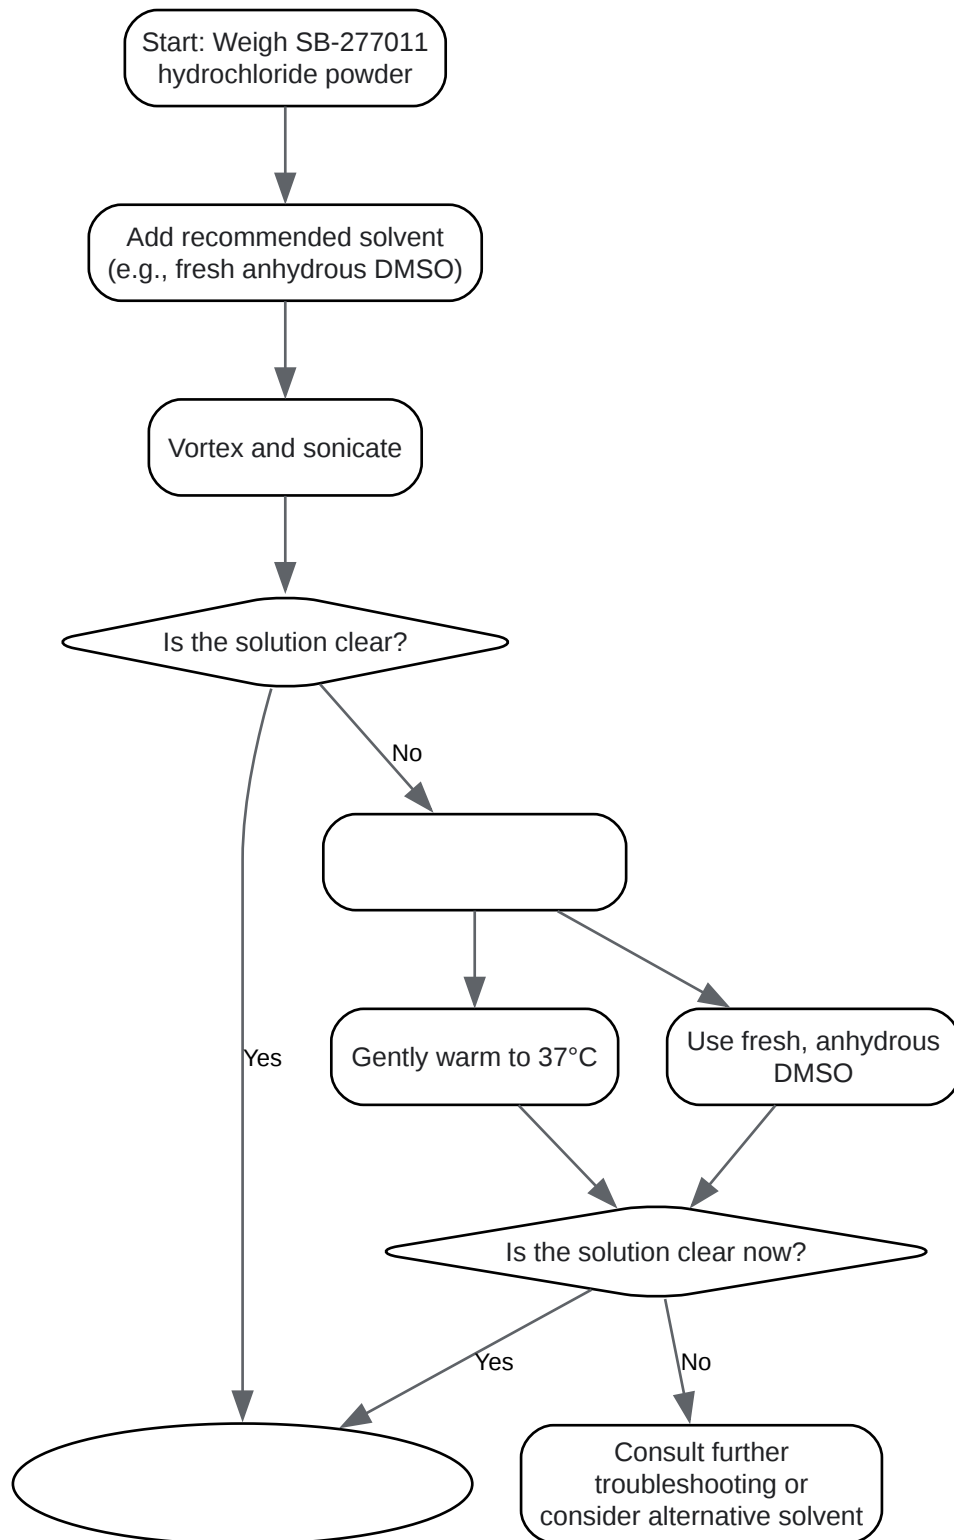 Start: Weigh SB-277011
hydrochloride powder
Add recommended solvent
(e.g., fresh anhydrous DMSO)
Vortex and sonicate
Is the solution clear?
No
Yes
Gently warm to 37°C
Use fresh, anhydrous
DMSO
Is the solution clear now?
Yes
No
Consult further
troubleshooting or
consider alternative solvent